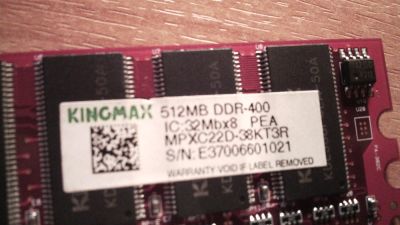 KINGMAX 512MB DDR-400
IC:32Mbx8 PEA
MPXC22D-38KT3R
S/N: E37006601021
WARRANTY VOID IF LABEL REMOVED